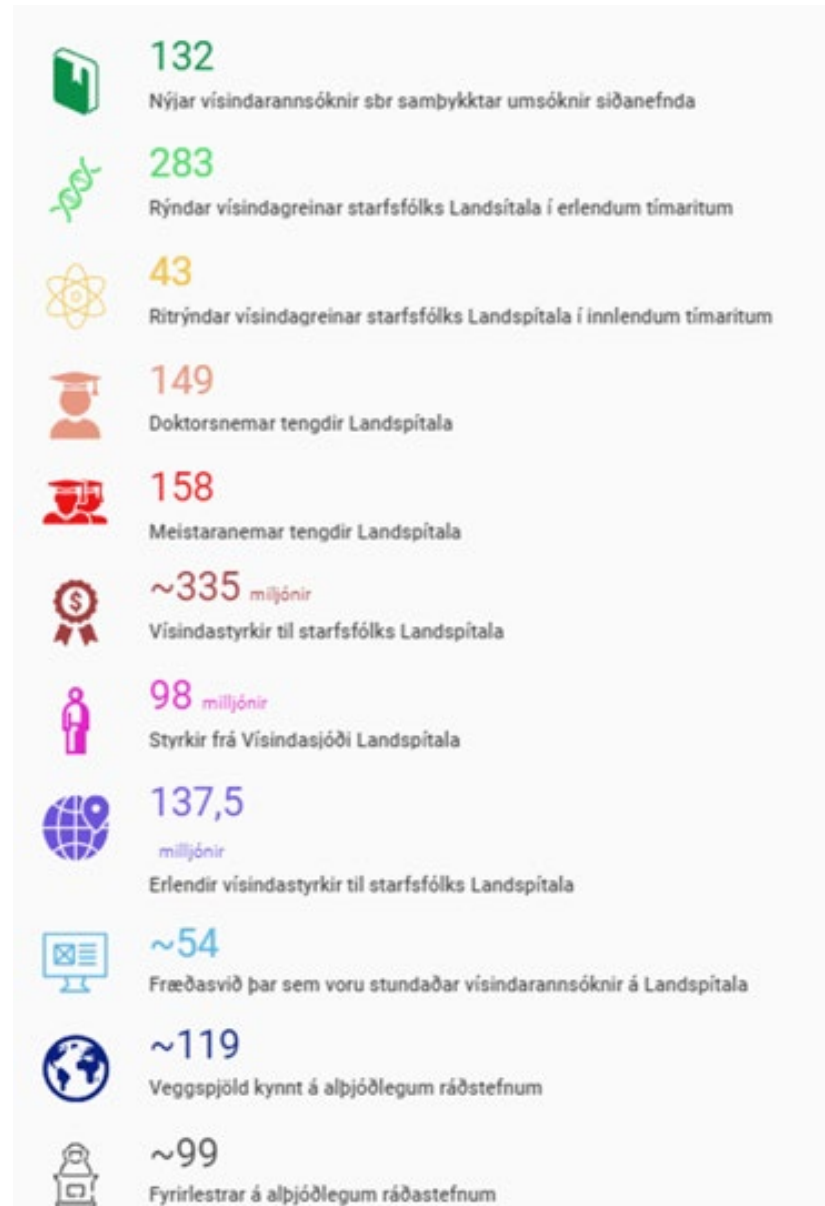 132
Nýjar vísindarannsóknir sbr samþykktar umsóknir siðanefnda
283
Rýndar vísindagreinar starfsfólks Landsítala í erlendum tímaritum
43
Ritrýndar vísindagreinar starfsfólks Landspítala í innlendum tímaritum
149
Doktorsnemar tengdir Landspítala
158
Meistaranemar tengdir Landspítala
~335 miljónir
Vísindastyrkir til starfsfólks Landspítala
98 milljónir
Styrkir frá Vísindasjóði Landspítala
137,5
milljónir
Erlendir vísindastyrkir til starfsfólks Landspítala
~54
Fræðasvið þar sem voru stundaðar vísindarannsóknir á Landspítala
~119
Veggspjöld kynnt á alþjóðlegum ráðstefnum
~99
Fyrirlestrar á alþjóðlegum ráðastefnum